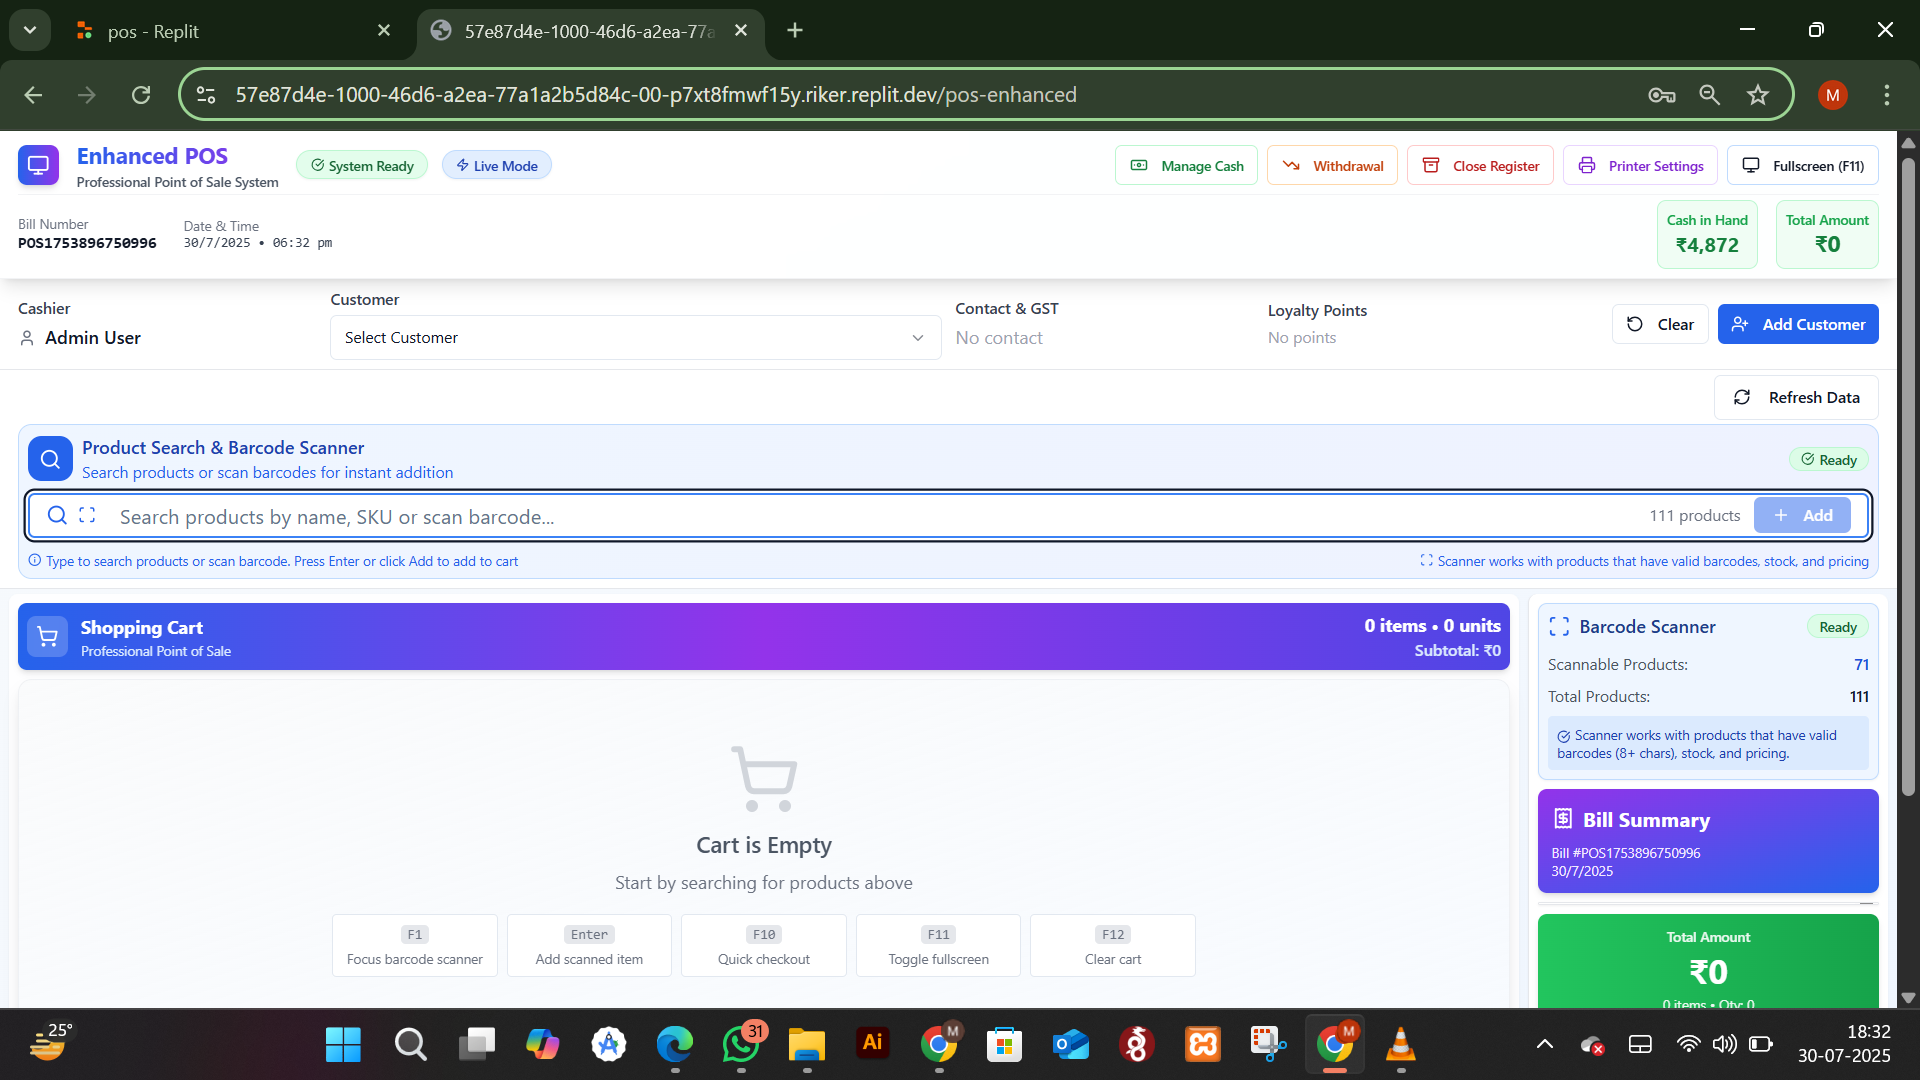 pos - Replit
57e87d4e-1000-46d6-a2ea-77a
57e87d4e-1000-46d6-a2ea-77a1a2b5d84c-00-p7xt8fmwf15y.riker.replit.dev/pos-enhanced
M
Enhanced POS
Professional Point of Sale System
System Ready
Live Mode
Manage Cash
Withdrawal
Close Register
Printer Settings
Fullscreen (F11)
Bill Number
POS1753896750996
Date & Time
30/7/2025 • 06:32 pm
Cash in Hand
₹4,872
Total Amount
₹0
Cashier
Admin User
Customer
Select Customer
Contact & GST
No contact
Loyalty Points
No points
Clear
Add Customer
Refresh Data
Product Search & Barcode Scanner
Search products or scan barcodes for instant addition
Ready
Search products by name, SKU or scan barcode...
111 products
Add
Type to search products or scan barcode. Press Enter or click Add to add to cart
Scanner works with products that have valid barcodes, stock, and pricing
Shopping Cart
Professional Point of Sale
0 items • 0 units
Subtotal: ₹0
Cart is Empty
Start by searching for products above
F1
Focus barcode scanner
Enter
Add scanned item
F10
Quick checkout
F11
Toggle fullscreen
F12
Clear cart
Barcode Scanner
Ready
Scannable Products:
71
Total Products:
111
Scanner works with products that have valid
barcodes (8+ chars), stock, and pricing.
Bill Summary
Bill #POS1753896750996
30/7/2025
Total Amount
₹0
0 items • Qty: 0
25°
31
Ai
M
M
18:32
30-07-2025